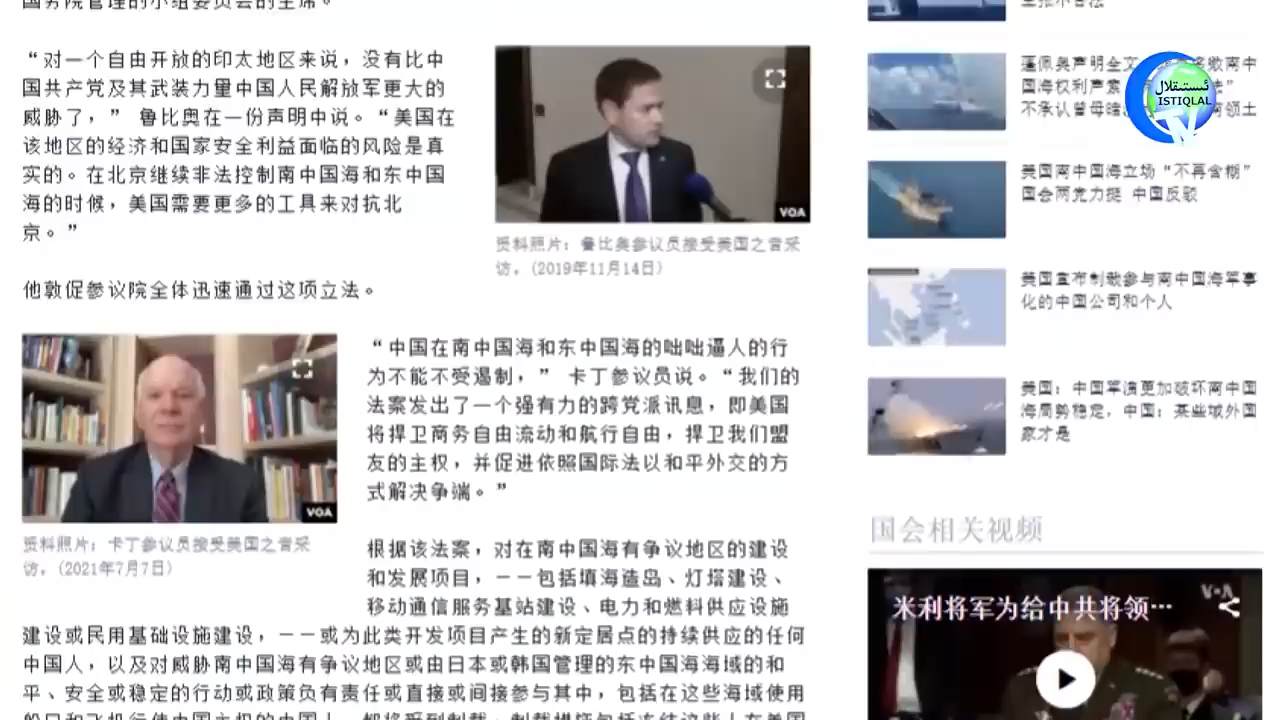 国务院管理的小组委员会的主席。
“对一个自由开放的印太地区来说，没有比中
国共产党及其武装力量中国人民解放军更大的
威胁了，” 鲁比奥在一份声明中说。“美国在
该地区的经济和国家安全利益面临的风险是真
实的。在北京继续非法控制南中国海和东中国
海的时候，美国需要更多的工具来对抗北
京。”
VOA
资料照片：鲁比奥参议员接受美国之音采
访。(2019年11月14日)
他敦促参议院全体迅速通过这项立法。
VOA
资料照片：卡丁参议员接受美国之音采
访。(2021年7月7日)
“中国在南中国海和东中国海的咄咄逼人的行
为不能不受遏制，” 卡丁参议员说。“我们的
法案发出了一个强有力的跨党派讯息，即美国
将捍卫商务自由流动和航行自由，捍卫我们盟
友的主权，并促进依照国际法以和平外交的方
式解决争端。”
根据该法案，对在南中国海有争议地区的建设
和发展项目，——包括填海造岛、灯塔建设、
移动通信服务基站建设、电力和燃料供应设施
建设或民用基础设施建设，——或为此类开发项目产生的新定居点的持续供应的任何
中国人，以及对威胁南中国海有争议地区或由日本或韩国管理的东中国海海域的和
平、安全或稳定的行动或政策负有责任或直接或间接参与其中，包括在这些海域使用
蓬佩奥声明全文
国海权利声索
不承认曾母暗
领土
ئىستىقلال
ISTIQLAL
TV
美国南中国海立场“不再含糊”
国会两党力挺 中国反驳
美国宣布制裁参与南中国海军事
化的中国公司和个人
美国：中国军演更加破坏南中国
海局势稳定，中国：某些域外国
家才是
国会相关视频
米利将军为给中共将领…
VOA